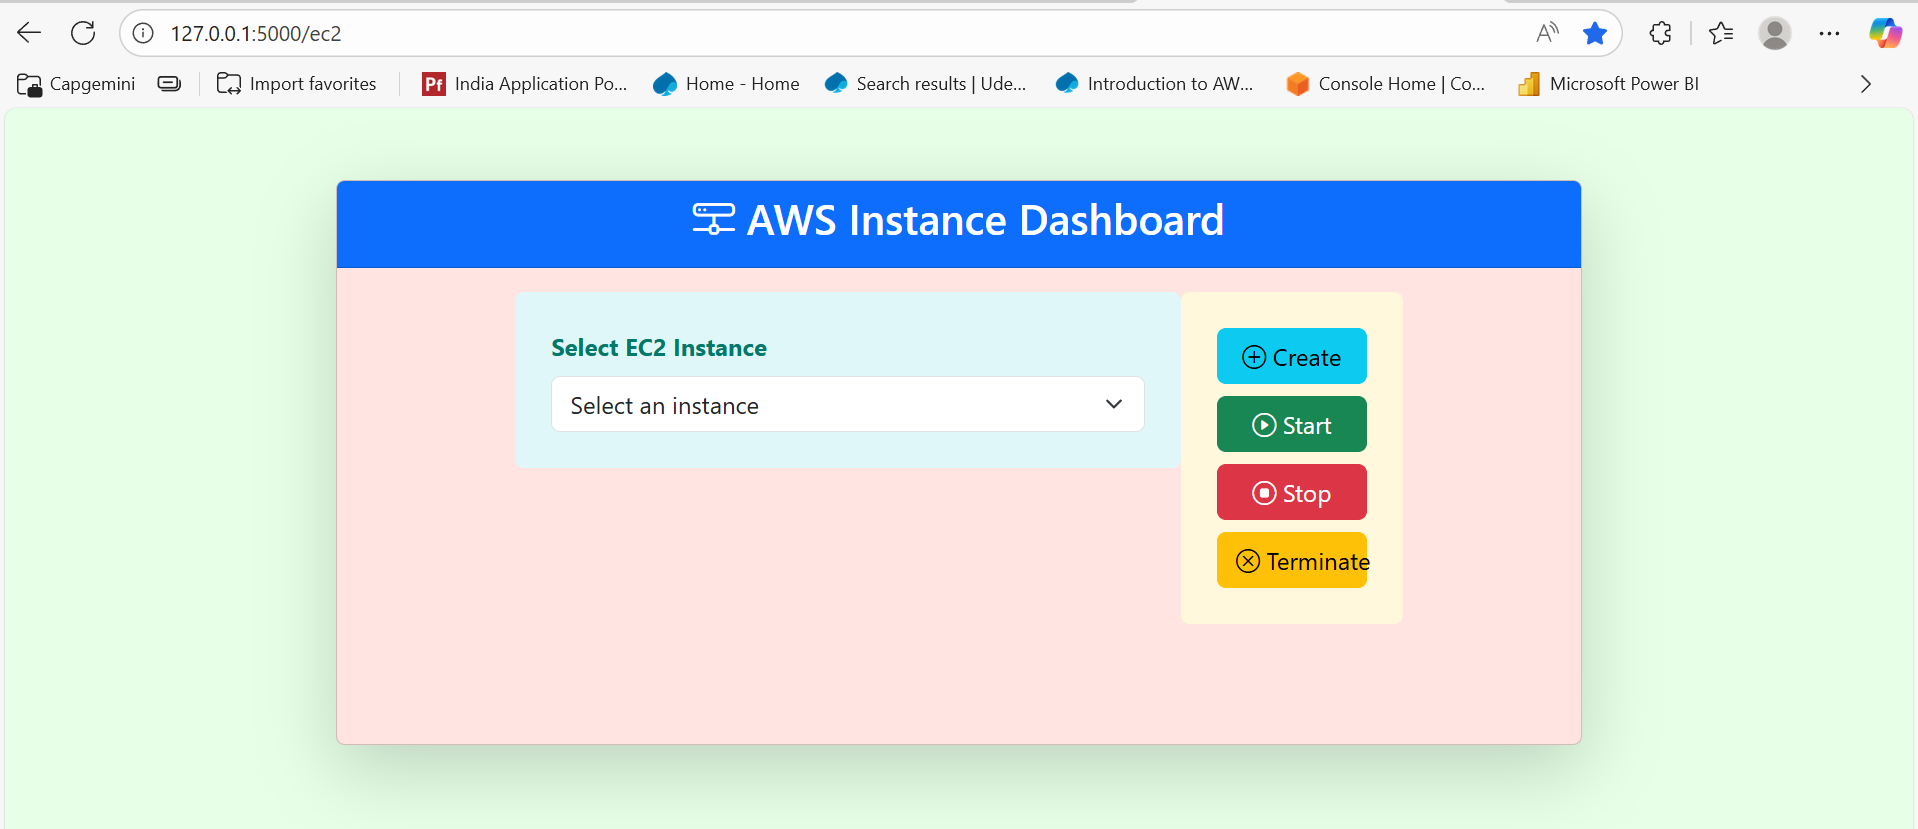 127.0.0.1:5000/ec2
Capgemini Import favorites Pf India Application Po... Home - Home Search results | Ude... Introduction to AW... Console Home | Co... Microsoft Power BI
AWS Instance Dashboard
Select EC2 Instance
Select an instance
Create
Start
Stop
Terminate